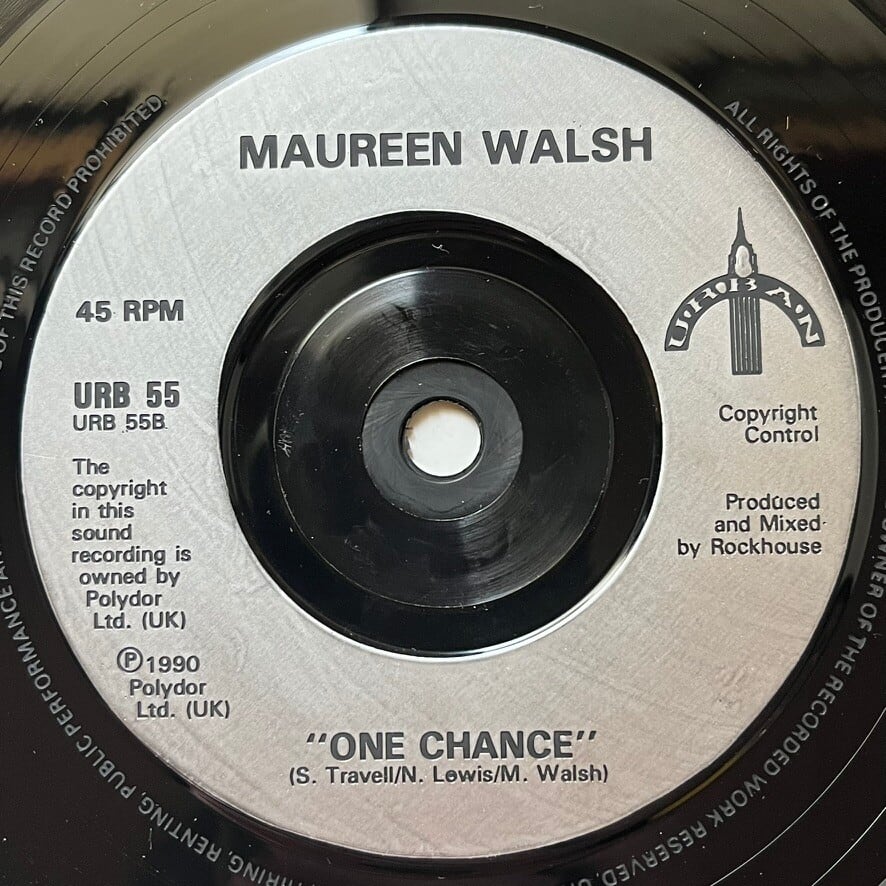 MAUREEN WALSH
45 RPM
URB 55
URB 55B
The
copyright
in this
sound
recording is
owned by
Polydor
Ltd. (UK)
Ⓟ1990
Polydor
Ltd. (UK)
U·R·B·A·N
Copyright
Control
Produced
and Mixed
by Rockhouse
"ONE CHANCE"
(S. Travell/N. Lewis/M. Walsh)
ALL RIGHTS OF THE PRODUCER
OWNER OF THE RECORDED WORK RESERVED.
HIRING, RENTING, PUBLIC PERFORMANCE
OF THIS RECORD PROHIBITED.